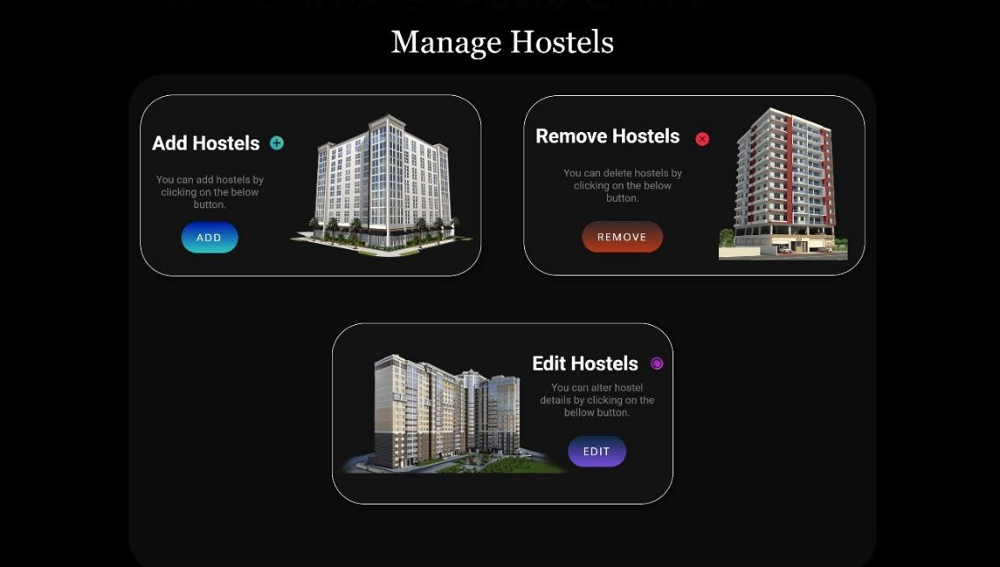 Manage Hostels
Add Hostels
You can add hostels by
clicking on the below
button.
ADD
Remove Hostels
You can delete hostels by
clicking on the below
button.
REMOVE
Edit Hostels
You can alter hostel
details by clicking on the
bellow button.
EDIT